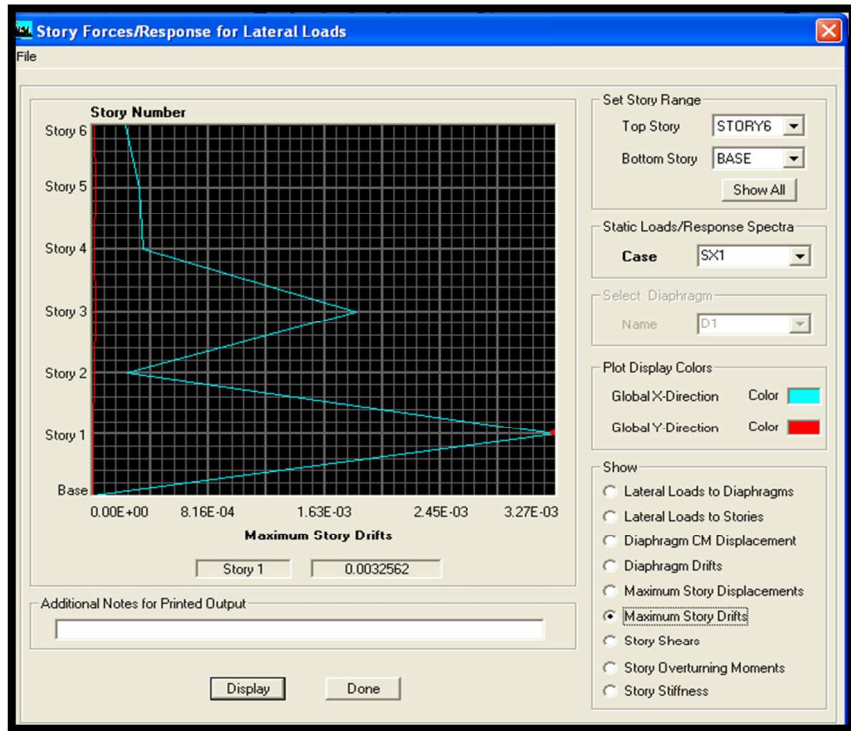 Story Forces/Response for Lateral Loads
File
Story Number
Story 6
Story 5
Story 4
Story 3
Story 2
Story 1
Base
0.00E+00 8.16E-04 1.63E-03 2.45E-03 3.27E-03
Maximum Story Drifts
Story 1 0.0032562
Additional Notes for Printed Output
Display Done
Set Story Range
Top Story STORY6
Bottom Story BASE
Show All
Static Loads/Response Spectra
Case SX1
Select Diaphragm
Name D1
Plot Display Colors
Global X-Direction Color
Global Y-Direction Color
Show
Lateral Loads to Diaphragms
Lateral Loads to Stories
Diaphragm CM Displacement
Diaphragm Drifts
Maximum Story Displacements
Maximum Story Drifts
Story Shears
Story Overturning Moments
Story Stiffness